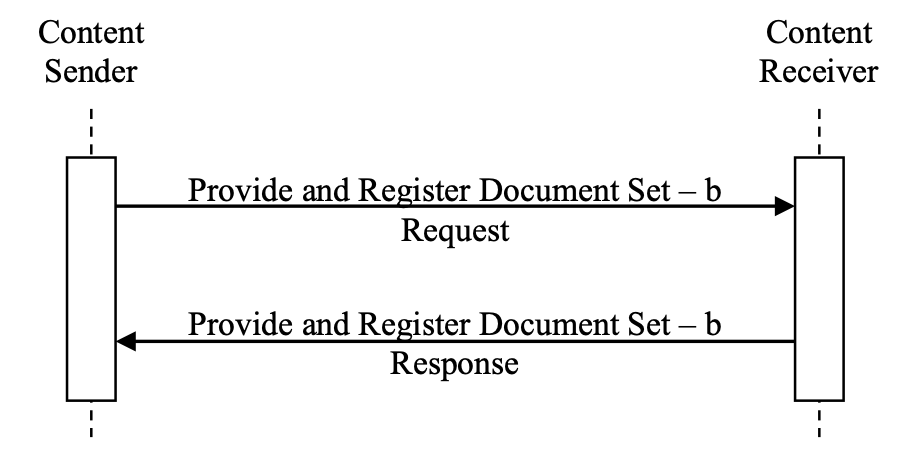 Content
Sender
Content
Receiver
Provide and Register Document Set – b
Request
Provide and Register Document Set – b
Response